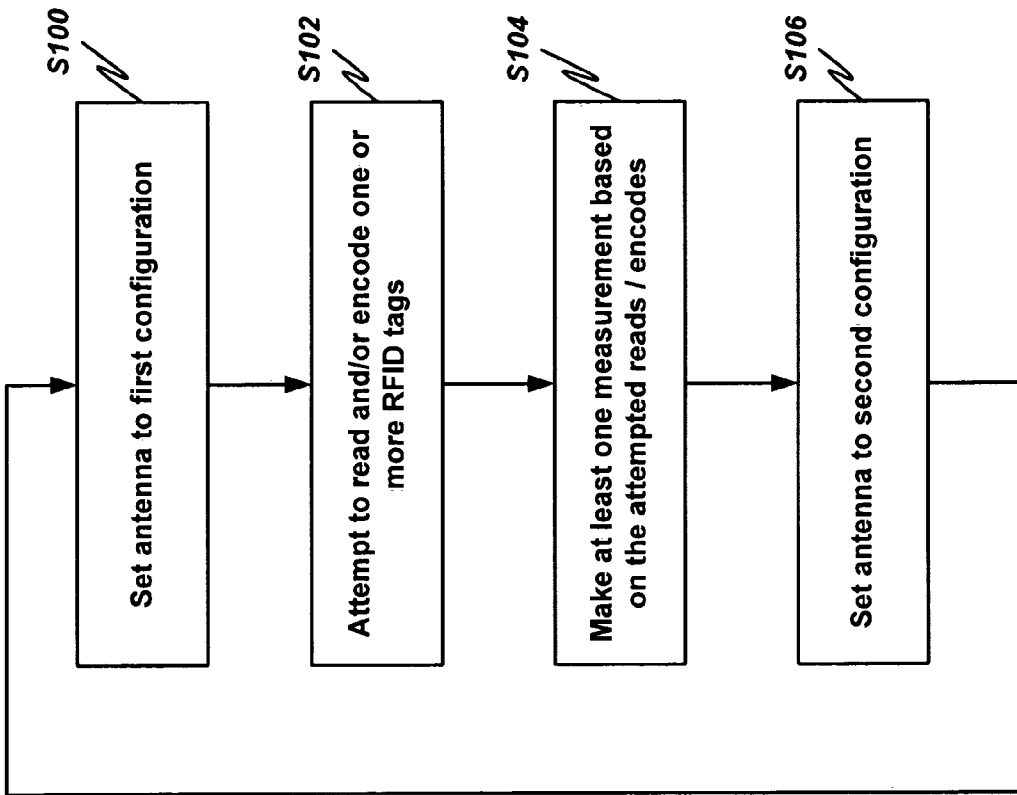 S100
Set antenna to first configuration
S102
Attempt to read and/or encode one or
more RFID tags
S104
Make at least one measurement based
on the attempted reads / encodes
S106
Set antenna to second configuration